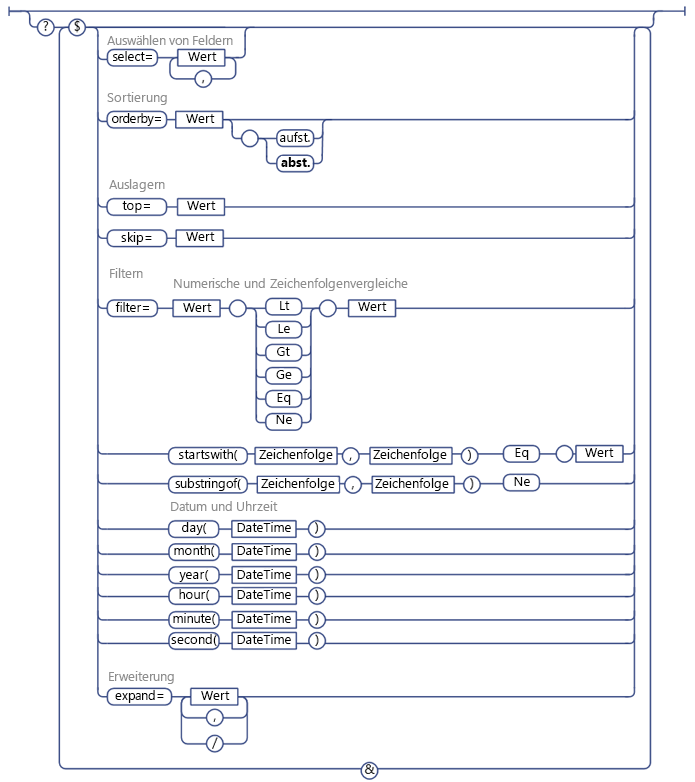 ? $
Auswählen von Feldern
select= Wert
,
Sortierung
orderby= Wert
aufst.
abst.
Auslagern
top= Wert
skip= Wert
Filtern
Numerische und Zeichenfolgenvergleiche
filter= Wert Lt Wert
Le
Gt
Ge
Eq
Ne
startswith( Zeichenfolge , Zeichenfolge ) Eq Wert
substringof( Zeichenfolge , Zeichenfolge ) Ne
Datum und Uhrzeit
day( DateTime )
month( DateTime )
year( DateTime )
hour( DateTime )
minute( DateTime )
second( DateTime )
Erweiterung
expand= Wert
,
/
&